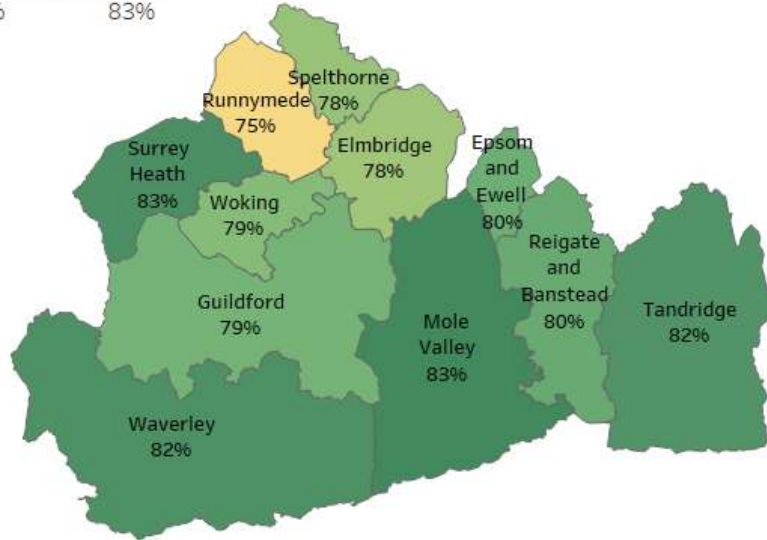 %
83%
Spelthorne
78%
Runnymede
75%
Elmbridge
78%
Surrey
Heath
83%
Epsom
and
Ewell
80%
Woking
79%
Reigate
and
Banstead
80%
Guildford
79%
Mole
Valley
83%
Tandridge
82%
Waverley
82%